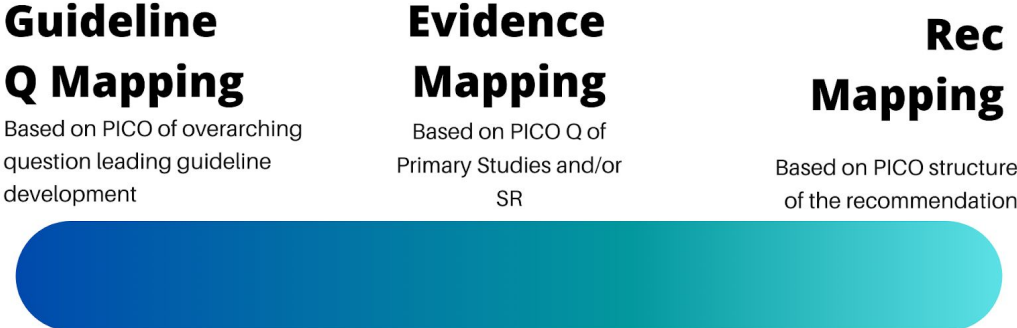 Guideline
Q Mapping
Based on PICO of overarching
question leading guideline
development
Evidence
Mapping
Based on PICO Q of
Primary Studies and/or
SR
Rec
Mapping
Based on PICO structure
of the recommendation